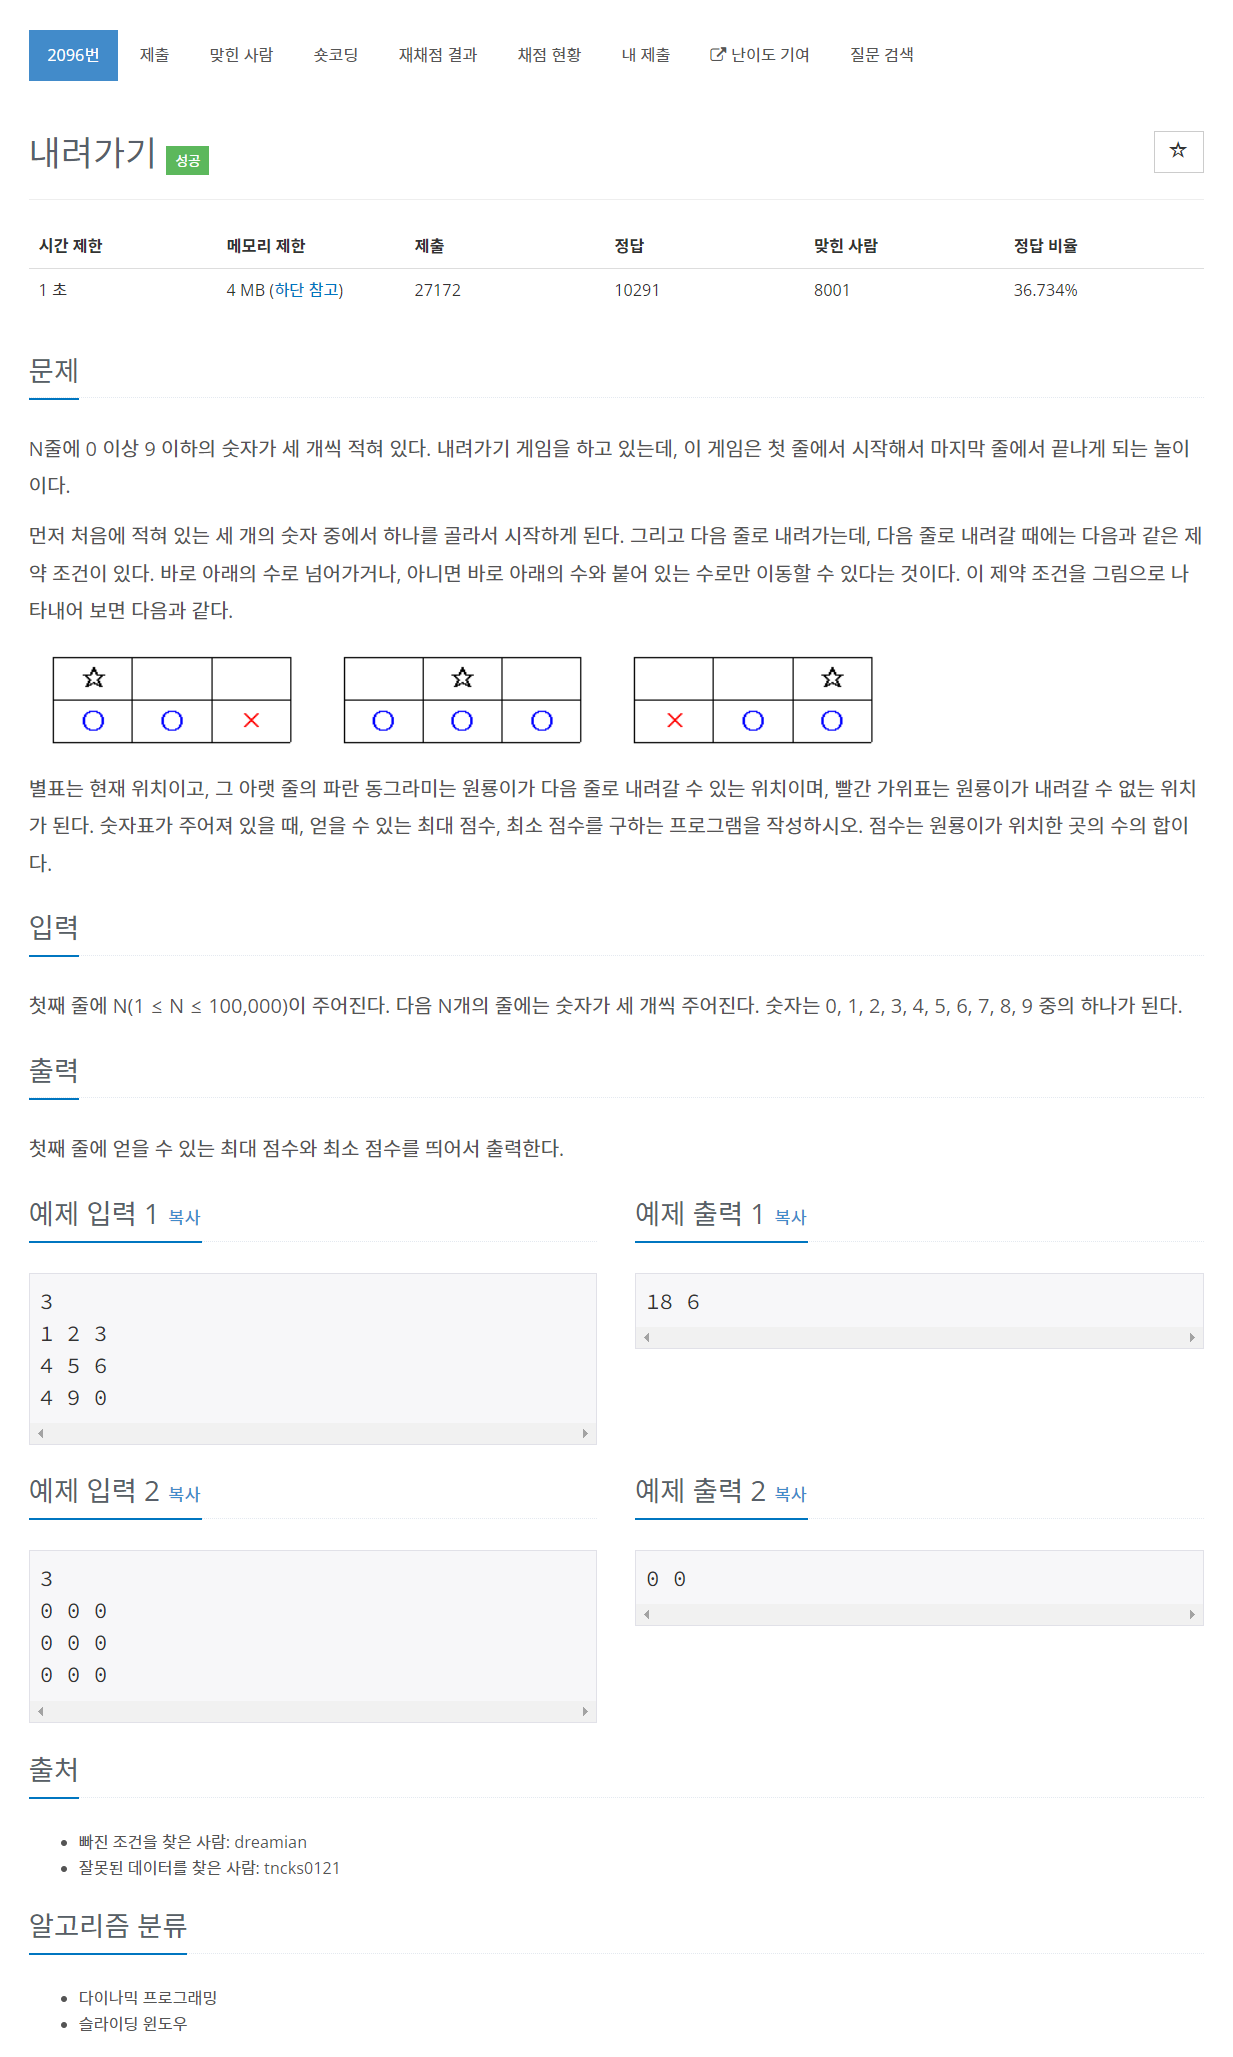 2096번 제출 맞힌 사람 숏코딩 재채점 결과 채점 현황 내 제출 난이도 기여 질문 검색
내려가기 성공
시간 제한 메모리 제한 제출 정답 맞힌 사람 정답 비율
1 초 4 MB (하단 참고) 27172 10291 8001 36.734%
문제
N줄에 0 이상 9 이하의 숫자가 세 개씩 적혀 있다. 내려가기 게임을 하고 있는데, 이 게임은 첫 줄에서 시작해서 마지막 줄에서 끝나게 되는 놀이
이다.
먼저 처음에 적혀 있는 세 개의 숫자 중에서 하나를 골라서 시작하게 된다. 그리고 다음 줄로 내려가는데, 다음 줄로 내려갈 때에는 다음과 같은 제
약 조건이 있다. 바로 아래의 수로 넘어가거나, 아니면 바로 아래의 수와 붙어 있는 수로만 이동할 수 있다는 것이다. 이 제약 조건을 그림으로 나
타내어 보면 다음과 같다.
별표는 현재 위치이고, 그 아랫 줄의 파란 동그라미는 원룡이가 다음 줄로 내려갈 수 있는 위치이며, 빨간 가위표는 원룡이가 내려갈 수 없는 위치
가 된다. 숫자표가 주어져 있을 때, 얻을 수 있는 최대 점수, 최소 점수를 구하는 프로그램을 작성하시오. 점수는 원룡이가 위치한 곳의 수의 합이
다.
입력
첫째 줄에 N(1 ≤ N ≤ 100,000)이 주어진다. 다음 N개의 줄에는 숫자가 세 개씩 주어진다. 숫자는 0, 1, 2, 3, 4, 5, 6, 7, 8, 9 중의 하나가 된다.
출력
첫째 줄에 얻을 수 있는 최대 점수와 최소 점수를 띄어서 출력한다.
예제 입력 1 복사
3
1 2 3
4 5 6
4 9 0
예제 출력 1 복사
18 6
예제 입력 2 복사
3
0 0 0
0 0 0
0 0 0
예제 출력 2 복사
0 0
출처
빠진 조건을 찾은 사람: dreamian
잘못된 데이터를 찾은 사람: tncks0121
알고리즘 분류
다이나믹 프로그래밍
슬라이딩 윈도우